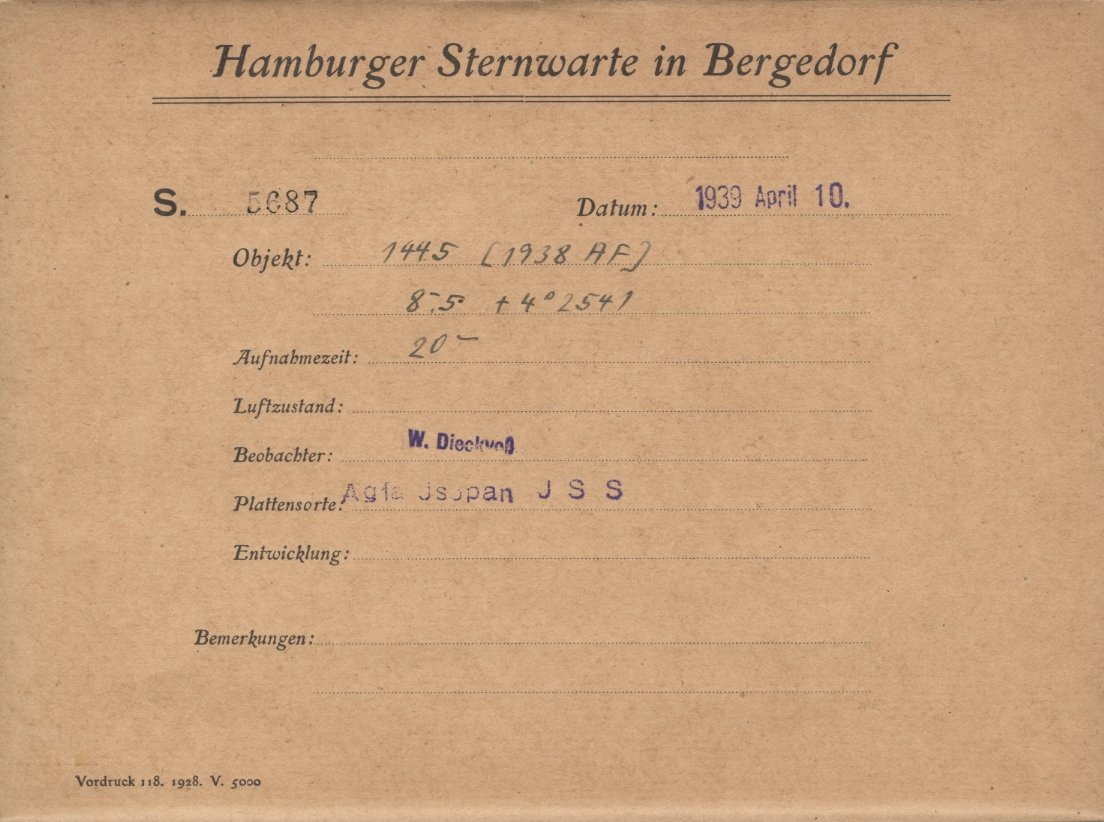 Hamburger Sternwarte in Bergedorf
S. 5687 Datum: 1939 April 10.
Objekt: 1445 [1938 AF]
8.5 + 4° 2541
Aufnahmezeit: 20
Luftzustand:
Beobachter: W. Dieckvoß
Plattensorte: Agfa Jsopan J S S
Entwicklung:
Bemerkungen:
Vordruck 118. 1928. V. 5000